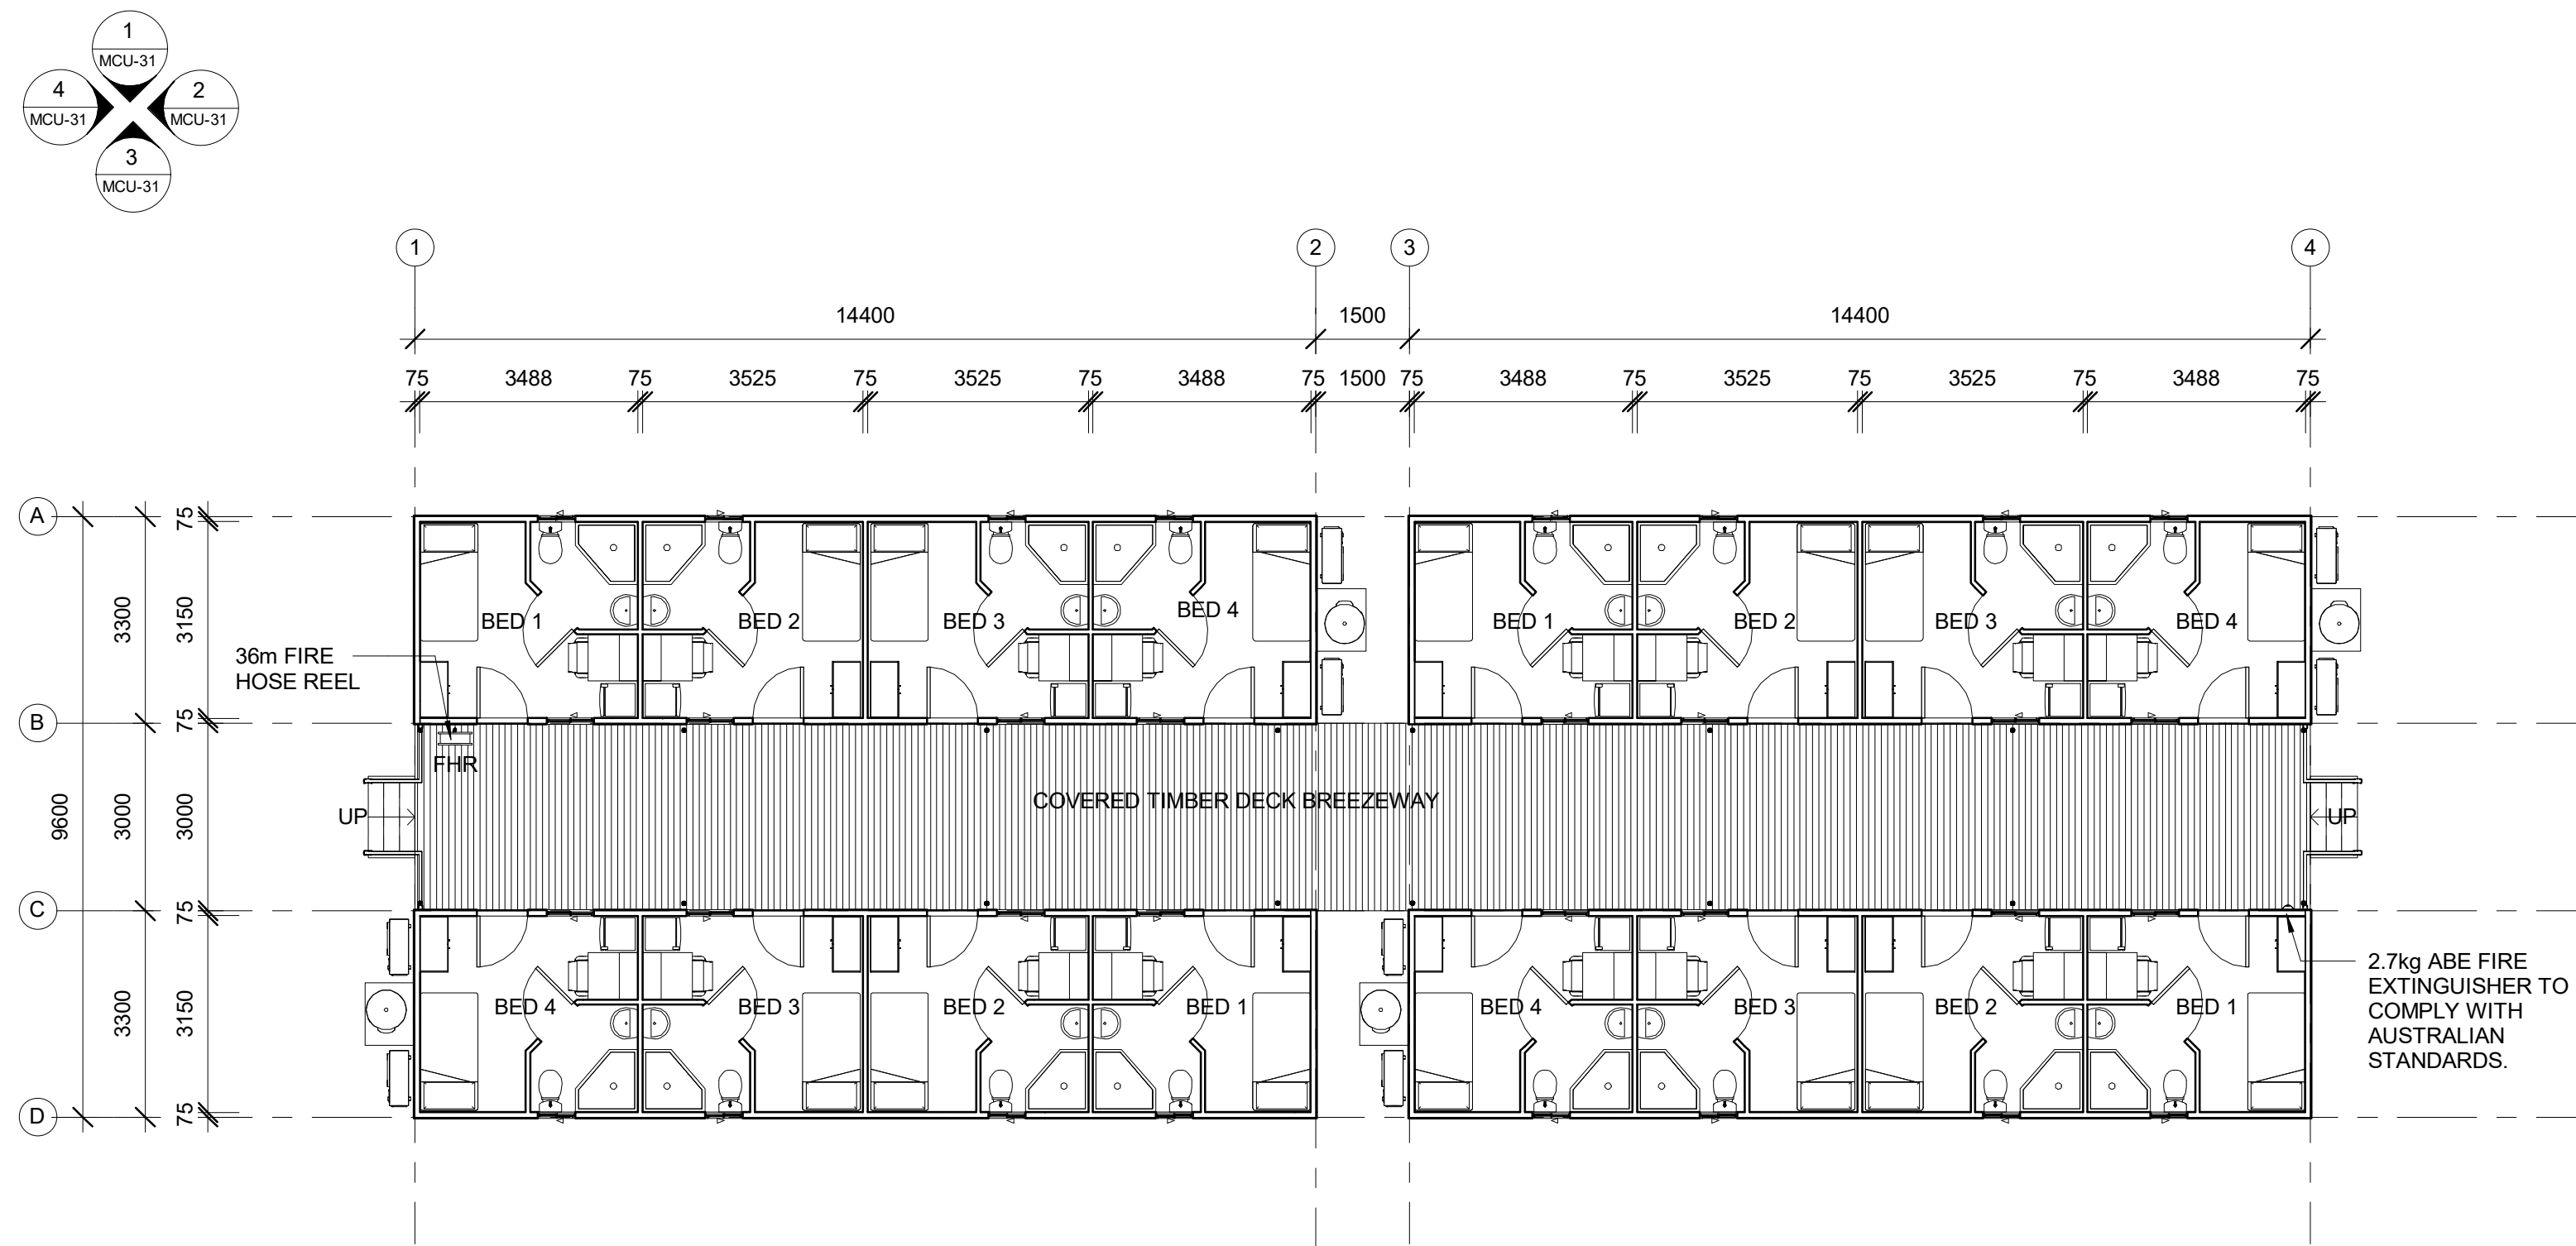 1
MCU-31
4
MCU-31
2
MCU-31
3
MCU-31
1
2
3
4
14400
1500
14400
75
3488
75
3525
75
3525
75
3488
75
1500
75
3488
75
3525
75
3525
75
3488
75
A
B
C
D
9600
3300
3000
3300
75
3150
75
3000
75
3150
75
BED 1
BED 2
BED 3
BED 4
BED 1
BED 2
BED 3
BED 4
36m FIRE
HOSE REEL
FHR
UP
COVERED TIMBER DECK BREEZEWAY
UP
BED 4
BED 3
BED 2
BED 1
BED 4
BED 3
BED 2
BED 1
2.7kg ABE FIRE
EXTINGUISHER TO
COMPLY WITH
AUSTRALIAN
STANDARDS.